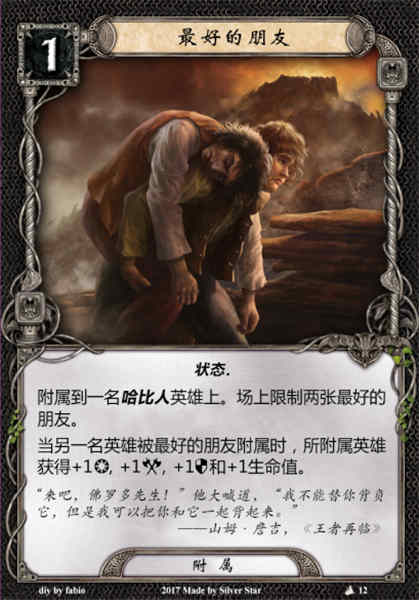 最好的朋友
1
状态.
附属到一名哈比人英雄上。场上限制两张最好的
朋友。
当另一名英雄被最好的朋友附属时，所附属英雄
获得+1, +1, +1和+1生命值。
“来吧，佛罗多先生！”他大喊道，“我不能替你背负
它，但是我可以把你和它一起背起来。”
——山姆·詹吉，《王者再临》
附属
diy by fabio
2017 Made by Silver Star
12